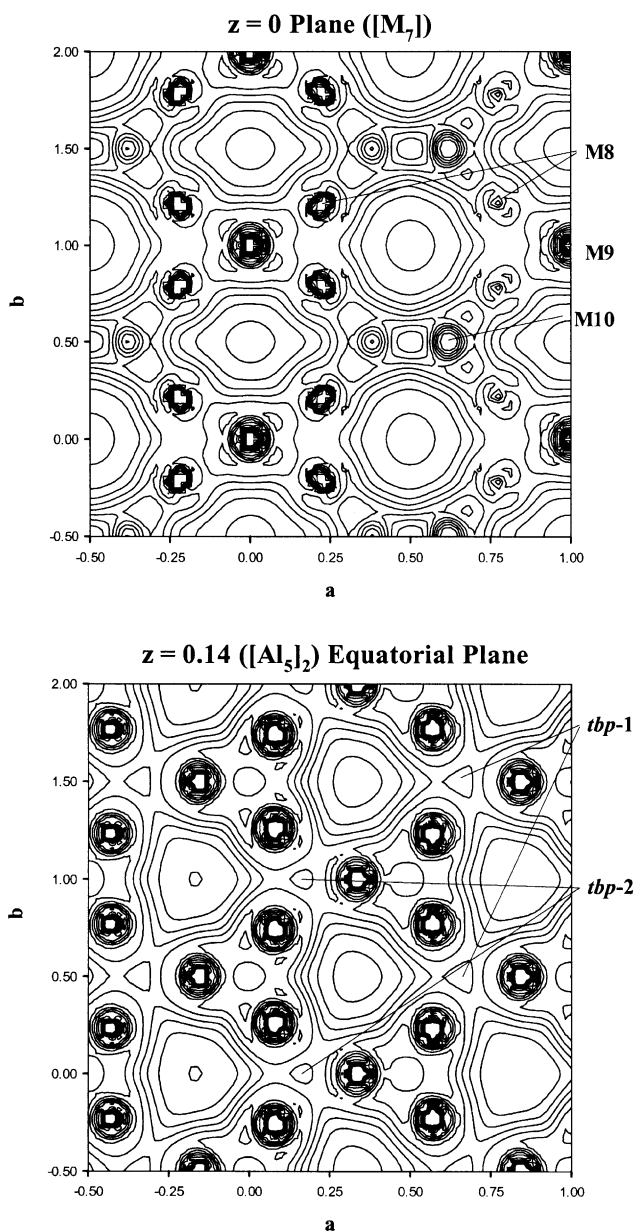 z = 0 Plane ([M₇])
2.00
1.50
M8
1.00
M9
b
M10
0.50
0.00
-0.50
-0.50 -0.25 0.00 0.25 0.50 0.75 1.00
a
z = 0.14 ([Al₅]₂) Equatorial Plane
2.00
tbp-1
1.50
1.00
tbp-2
b
0.50
0.00
-0.50
-0.50 -0.25 0.00 0.25 0.50 0.75 1.00
a